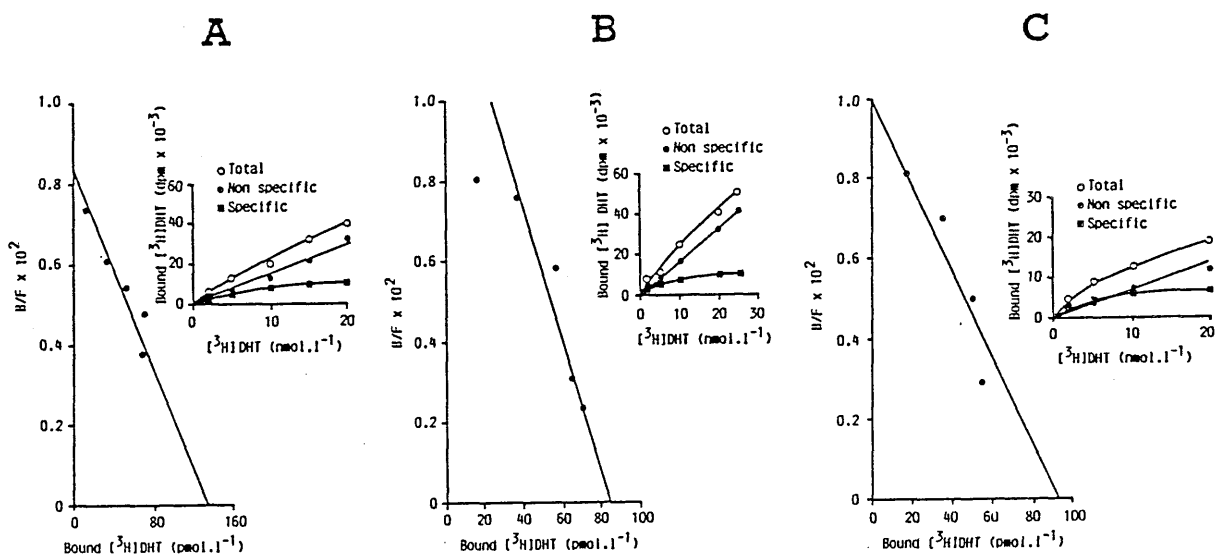 A
B
C
1.0
0.8
0.6
0.4
0.2
0
B/F x 10²
0
80
160
Bound [³H]DHT (pmol.l⁻¹)
Total
Non specific
Specific
Bound [³H]DHT (dpm x 10⁻³)
60
40
20
0
0
10
20
[³H]DHT (nmol.l⁻¹)
1.0
0.8
0.6
0.4
0.2
0
B/F x 10²
0
20
40
60
80
100
Bound [³H]DHT (pmol.l⁻¹)
Total
Non specific
Specific
Bound [³H] DHT (dpm x 10⁻³)
60
40
20
0
0
10
20
30
[³H]DHT (nmol.l⁻¹)
1.0
0.8
0.6
0.4
0.2
0
B/F x 10²
0
20
40
60
80
100
Bound [³H]DHT (pmol.l⁻¹)
Total
Non specific
Specific
Bound [³H]DHT (dpm x 10⁻³)
30
20
10
0
0
10
20
[³H]DHT (nmol.l⁻¹)